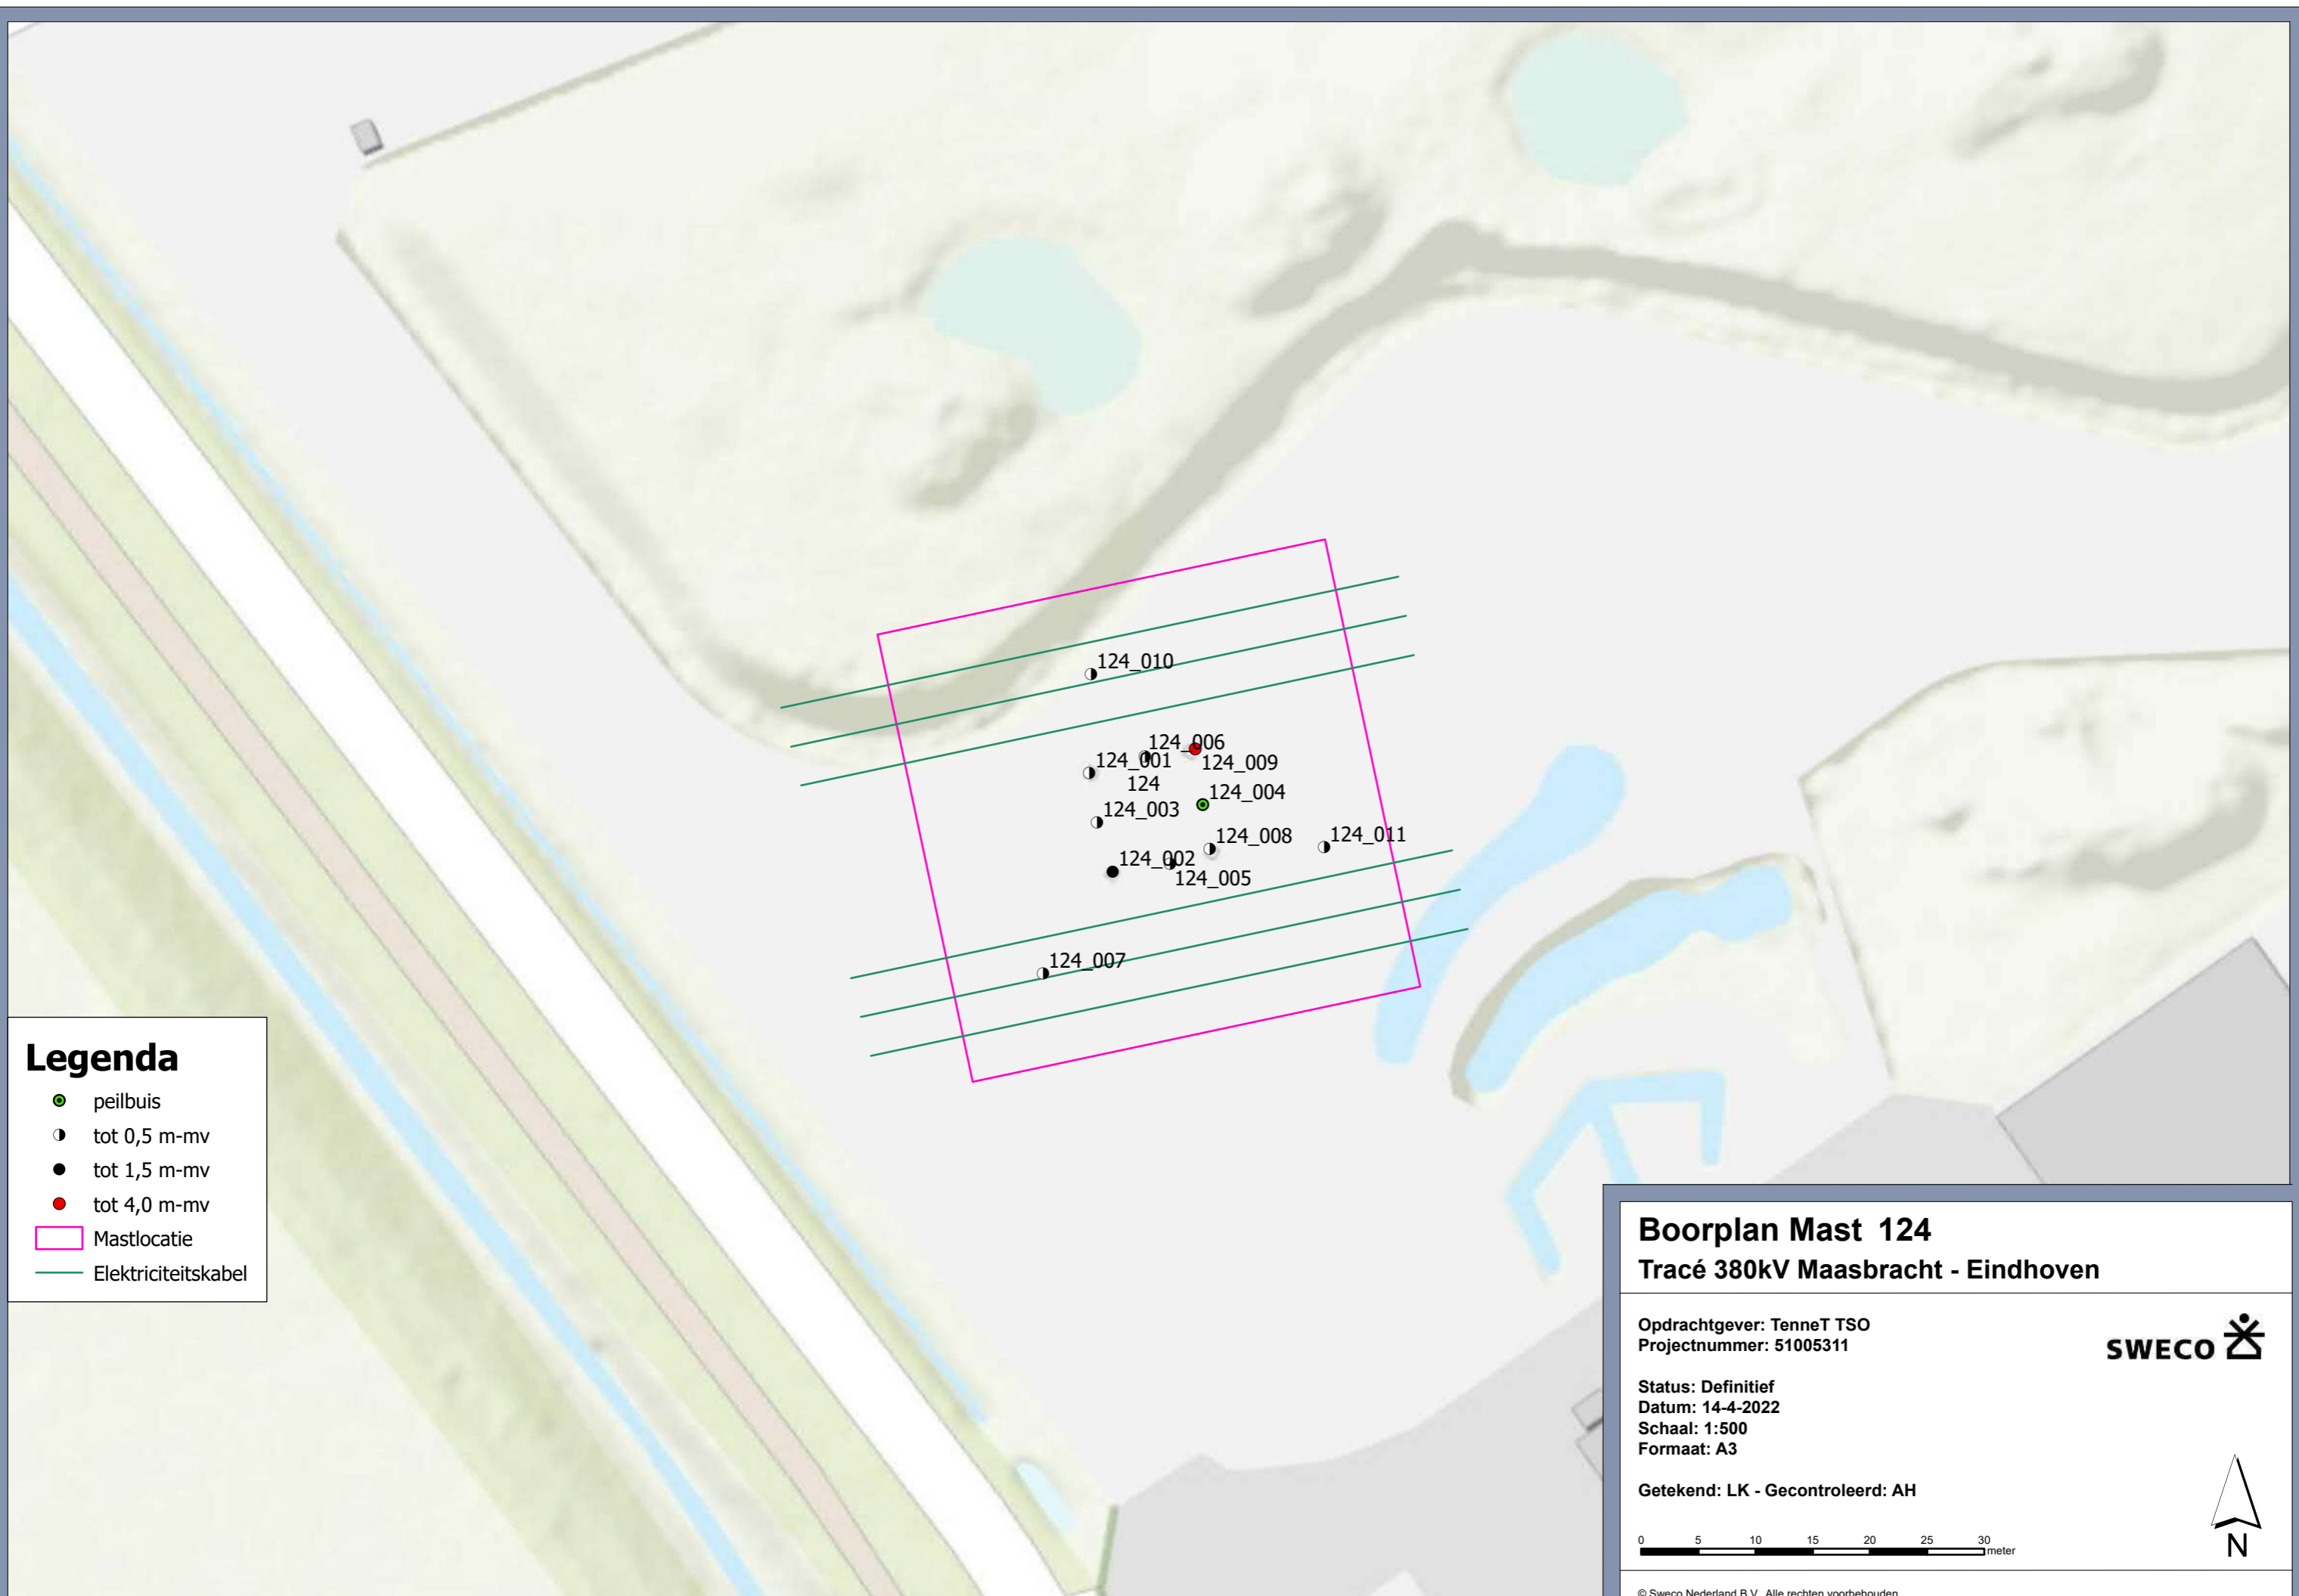 124_010
124_006
124_001
124_009
124
124_004
124_003
124_008
124_011
124_002
124_005
124_007
Legenda
peilbuis
tot 0,5 m-mv
tot 1,5 m-mv
tot 4,0 m-mv
Mastlocatie
Elektriciteitskabel
Boorplan Mast 124
Tracé 380kV Maasbracht - Eindhoven
Opdrachtgever: TenneT TSO
Projectnummer: 51005311
SWECO
Status: Definitief
Datum: 14-4-2022
Schaal: 1:500
Formaat: A3
Getekend: LK - Gecontroleerd: AH
0 5 10 15 20 25 30
meter
N
© Sweco Nederland B.V. Alle rechten voorbehouden